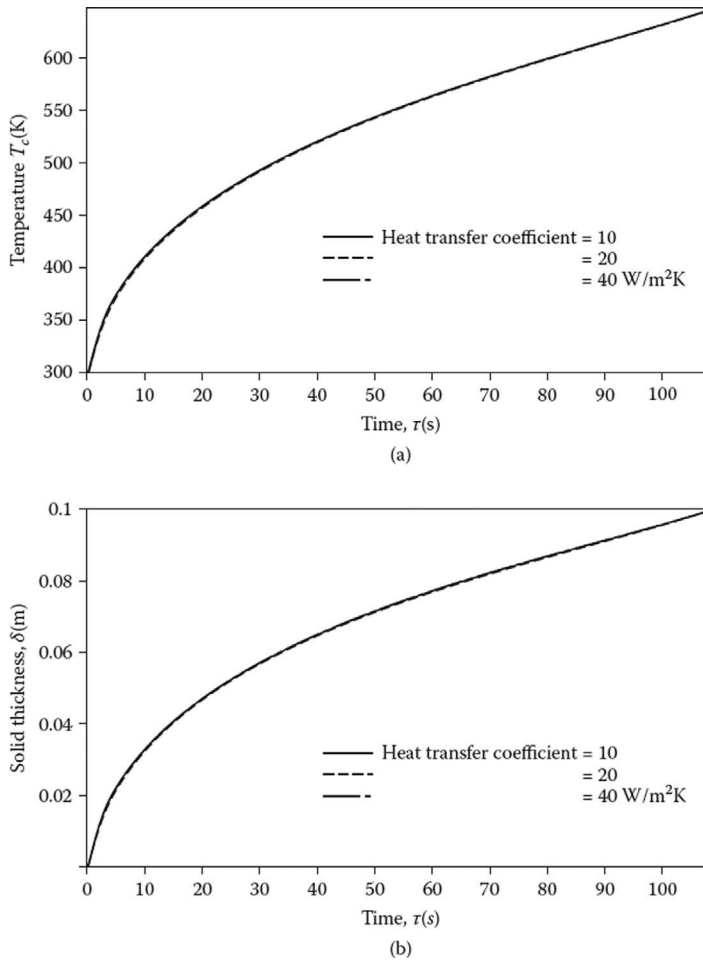 Temperature T_c(K)
600
550
500
450
400
350
300
Heat transfer coefficient = 10
= 20
= 40 W/m²K
0 10 20 30 40 50 60 70 80 90 100
Time, τ(s)
(a)
Solid thickness, δ(m)
0.1
0.08
0.06
0.04
0.02
Heat transfer coefficient = 10
= 20
= 40 W/m²K
0 10 20 30 40 50 60 70 80 90 100
Time, τ(s)
(b)